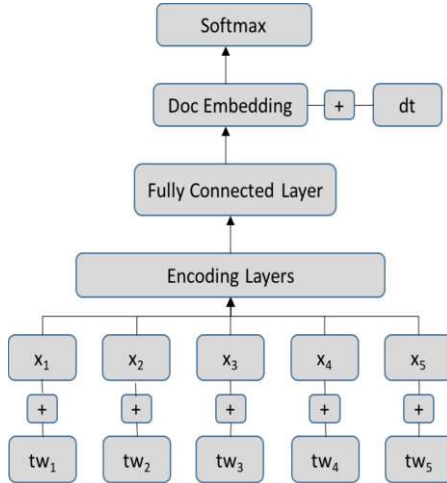 Softmax
Doc Embedding + dt
Fully Connected Layer
Encoding Layers
x₁ x₂ x₃ x₄ x₅
+ + + + +
tw₁ tw₂ tw₃ tw₄ tw₅